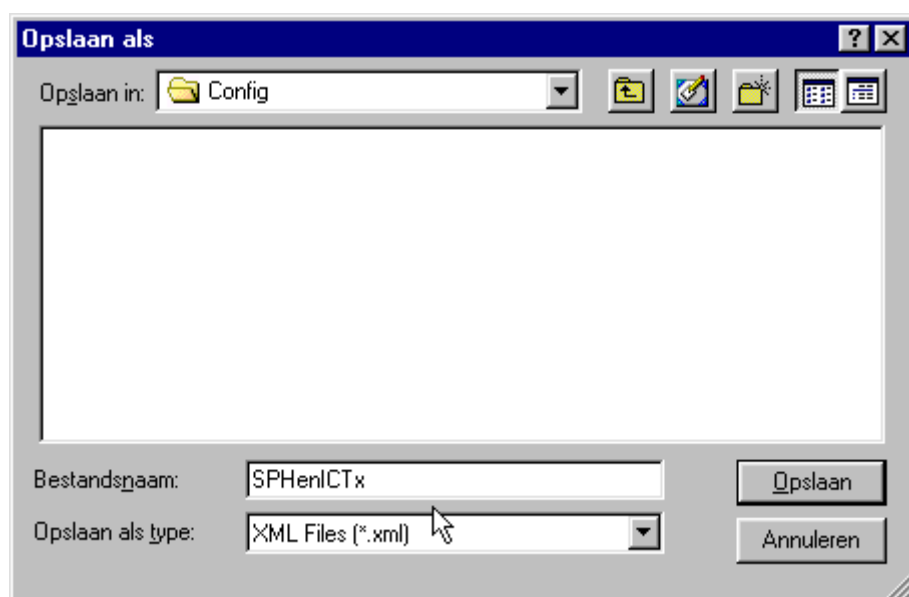 Opslaan als
Opslaan in: Config
Bestandsnaam: SPHenICTx Opslaan
Opslaan als type: XML Files (*.xml) Annuleren